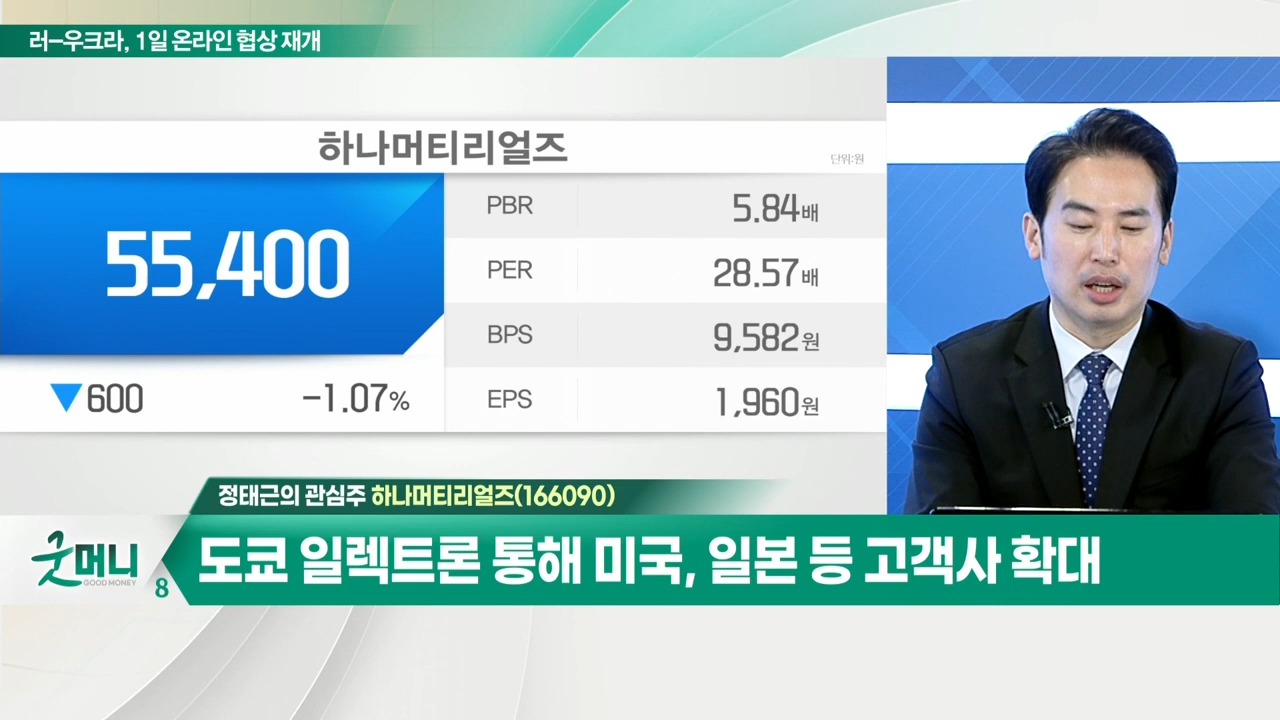 러-우크라, 1일 온라인 협상 재개
하나머티리얼즈
단위:원
55,400
▼600 -1.07%
PBR 5.84배
PER 28.57배
BPS 9,582원
EPS 1,960원
정태근의 관심주 하나머티리얼즈(166090)
굿머니
GOOD MONEY
8
도쿄 일렉트론 통해 미국, 일본 등 고객사 확대